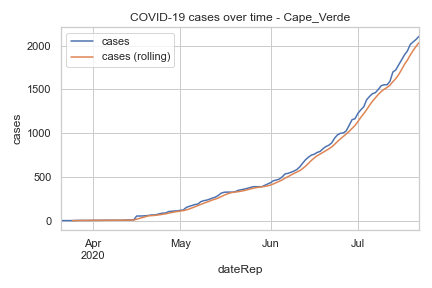 COVID-19 cases over time - Cape_Verde
cases
cases (rolling)
2000
1500
1000
500
0
cases
Apr
2020
May
Jun
Jul
dateRep